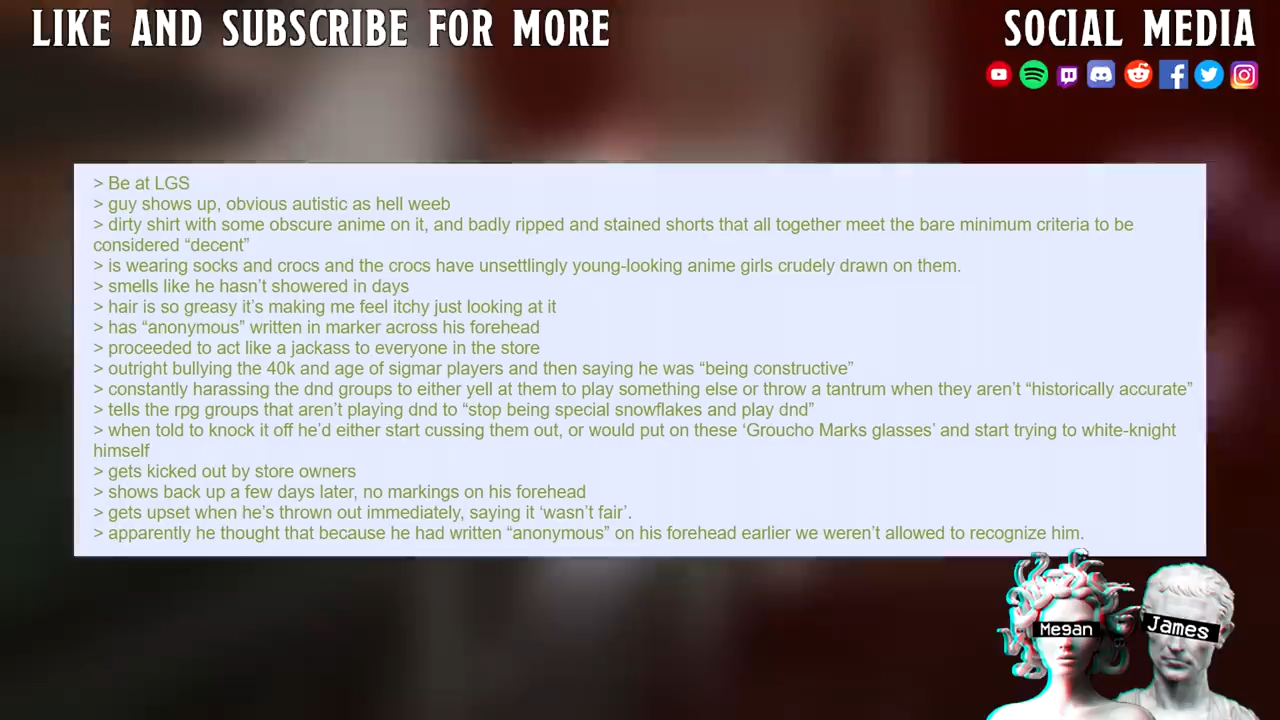 LIKE AND SUBSCRIBE FOR MORE
SOCIAL MEDIA
> Be at LGS
> guy shows up, obvious autistic as hell weeb
> dirty shirt with some obscure anime on it, and badly ripped and stained shorts that all together meet the bare minimum criteria to be
considered “decent”
> is wearing socks and crocs and the crocs have unsettlingly young-looking anime girls crudely drawn on them.
> smells like he hasn’t showered in days
> hair is so greasy it’s making me feel itchy just looking at it
> has “anonymous” written in marker across his forehead
> proceeded to act like a jackass to everyone in the store
> outright bullying the 40k and age of sigmar players and then saying he was “being constructive”
> constantly harassing the dnd groups to either yell at them to play something else or throw a tantrum when they aren’t “historically accurate”
> tells the rpg groups that aren’t playing dnd to “stop being special snowflakes and play dnd”
> when told to knock it off he’d either start cussing them out, or would put on these ‘Groucho Marks glasses’ and start trying to white-knight
himself
> gets kicked out by store owners
> shows back up a few days later, no markings on his forehead
> gets upset when he’s thrown out immediately, saying it ‘wasn’t fair’.
> apparently he thought that because he had written “anonymous” on his forehead earlier we weren’t allowed to recognize him.
Megan
James